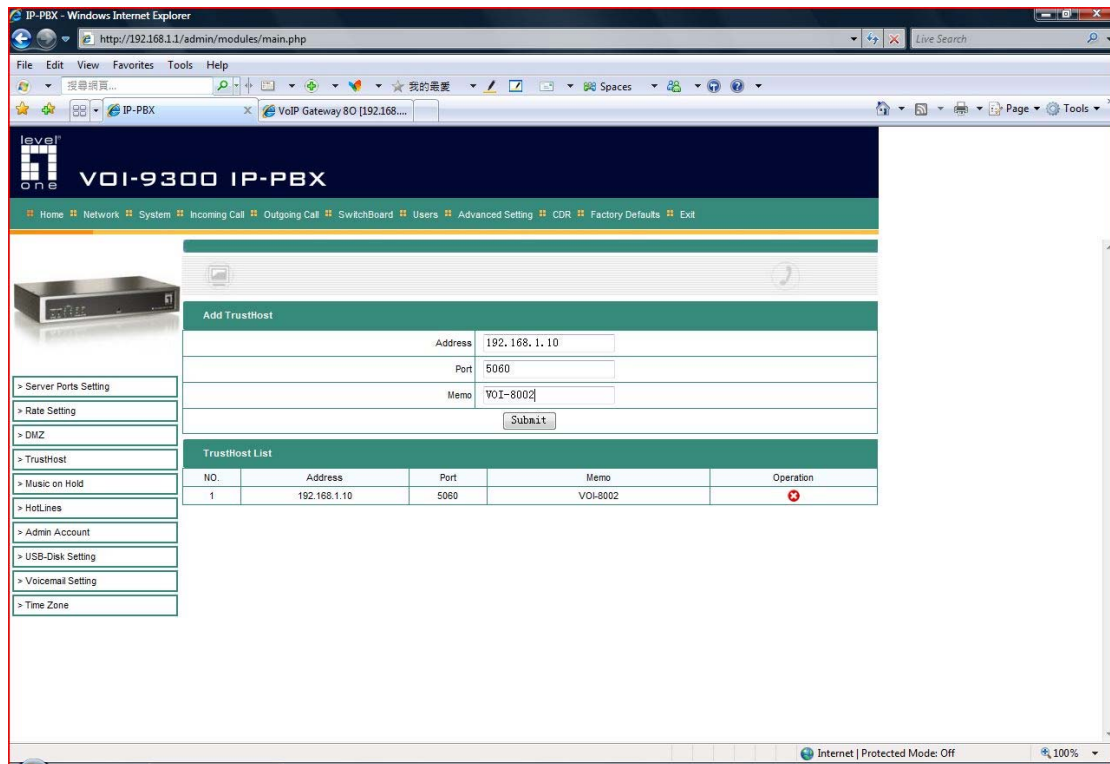 IP-PBX - Windows Internet Explorer
http://192.168.1.1/admin/modules/main.php
Live Search
File Edit View Favorites Tools Help
搜尋網頁...
我的最愛
Spaces
IP-PBX
VoIP Gateway 8O [192.168....
Page
Tools
level
one
VOI-9300 IP-PBX
Home Network System Incoming Call Outgoing Call SwitchBoard Users Advanced Setting CDR Factory Defaults Exit
> Server Ports Setting
> Rate Setting
> DMZ
> TrustHost
> Music on Hold
> HotLines
> Admin Account
> USB-Disk Setting
> Voicemail Setting
> Time Zone
Add TrustHost
Address 192.168.1.10
Port 5060
Memo VOI-8002
Submit
TrustHost List
NO. Address Port Memo Operation
1 192.168.1.10 5060 VOI-8002
Internet | Protected Mode: Off
100%